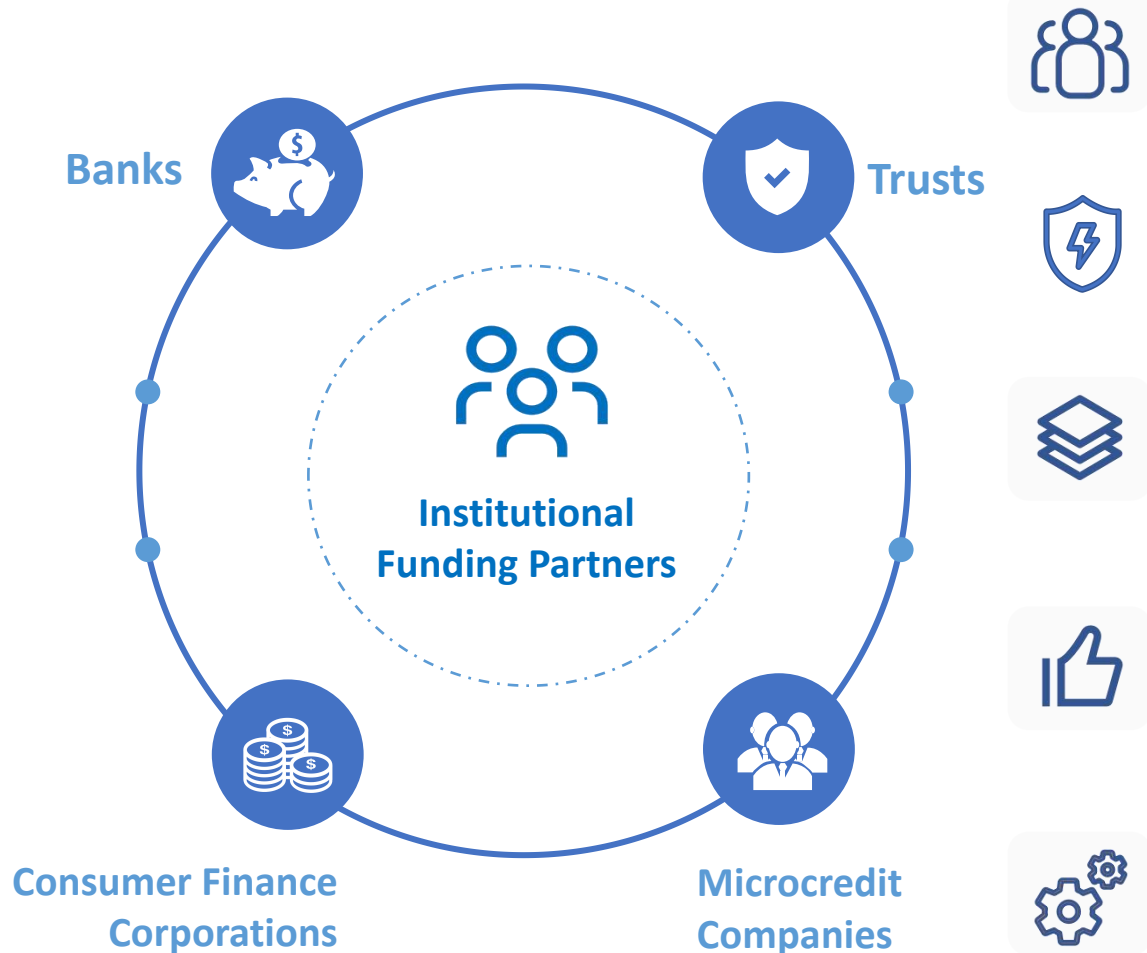 Banks
Trusts
Institutional
Funding Partners
Consumer Finance
Corporations
Microcredit
Companies